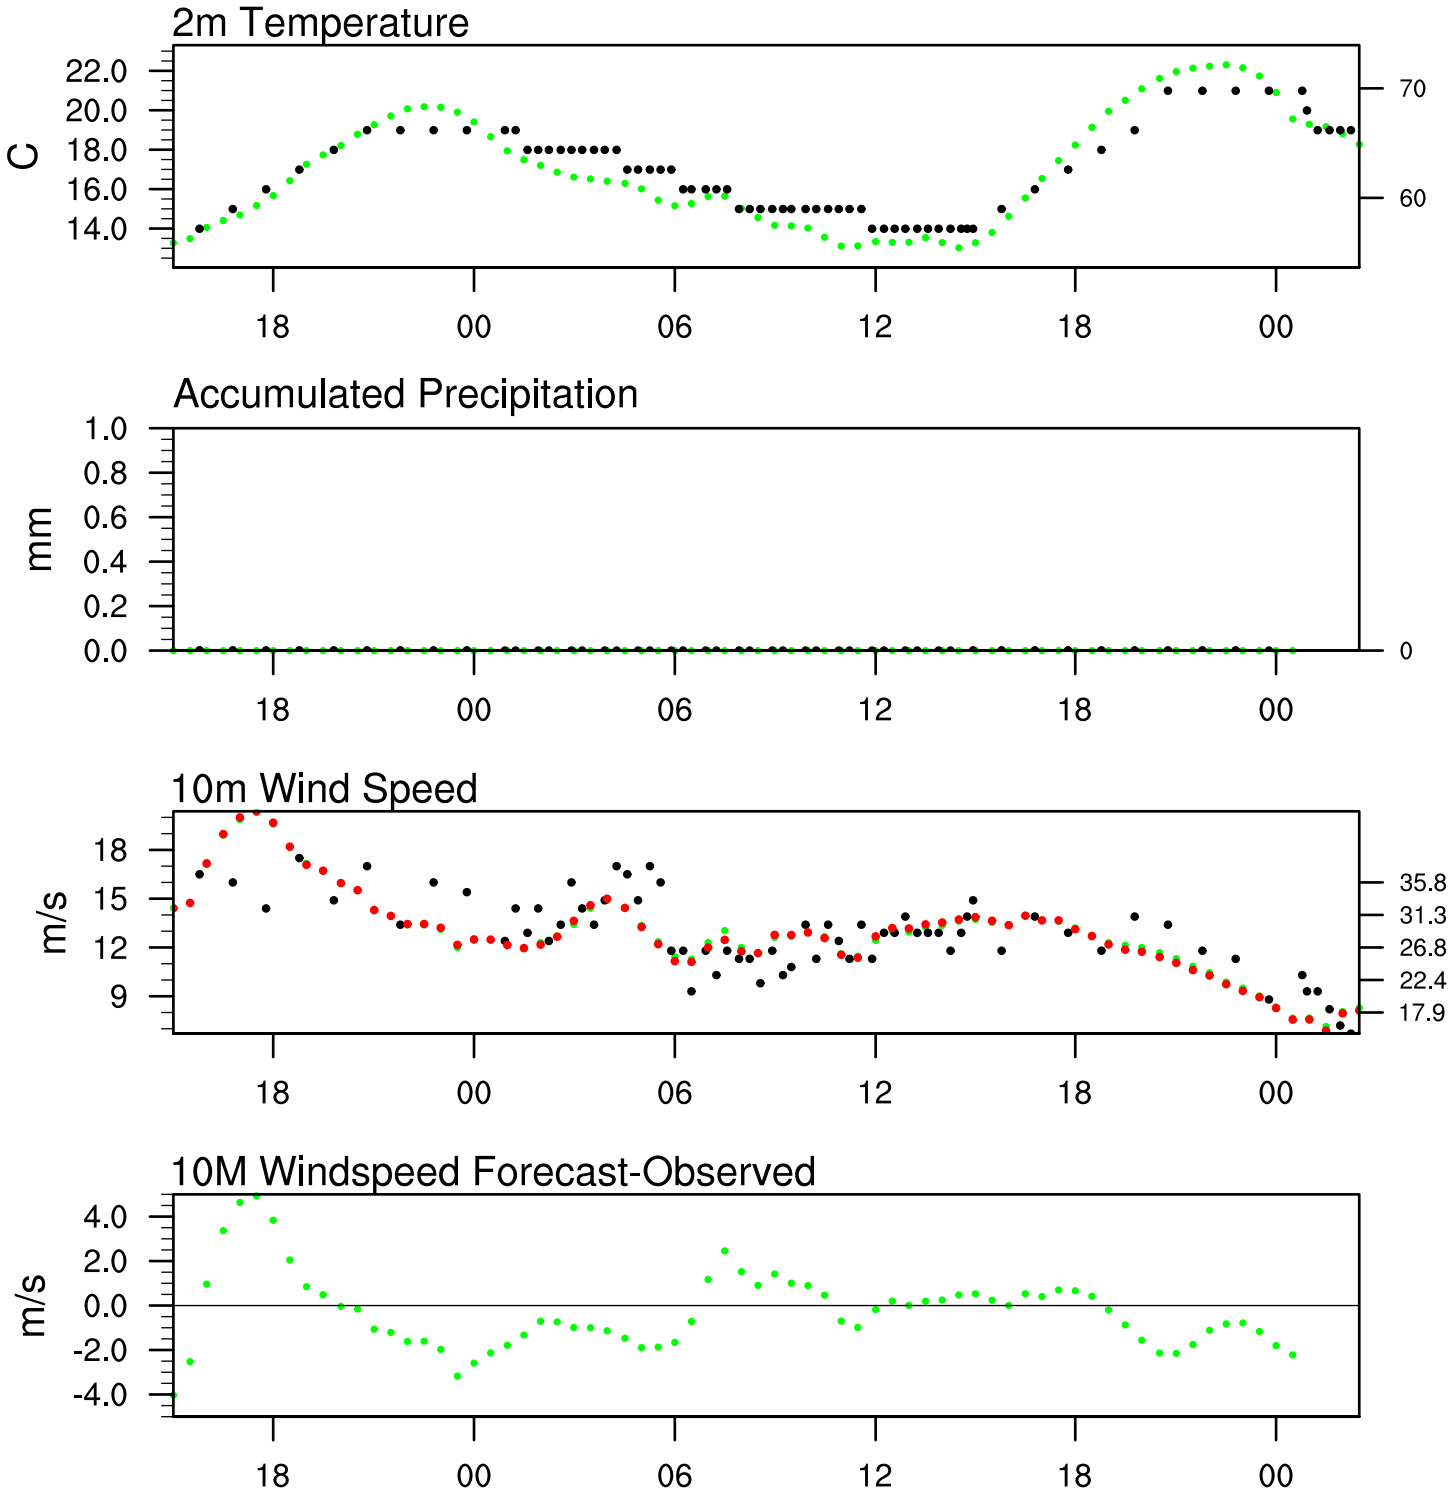 2m Temperature
22.0
20.0
18.0
16.0
14.0
C
70
60
18 00 06 12 18 00
Accumulated Precipitation
1.0
0.8
0.6
0.4
0.2
0.0
mm
0
18 00 06 12 18 00
10m Wind Speed
18
15
12
9
m/s
35.8
31.3
26.8
22.4
17.9
18 00 06 12 18 00
10M Windspeed Forecast-Observed
4.0
2.0
0.0
-2.0
-4.0
m/s
18 00 06 12 18 00